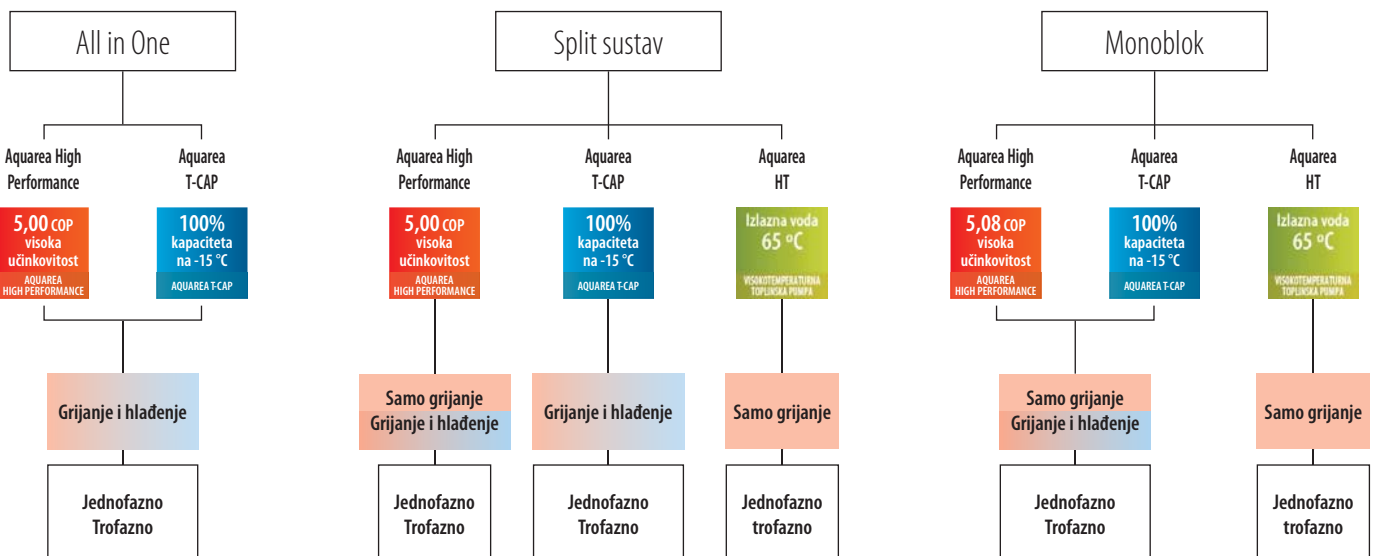 All in One
Aquarea High
Performance
Aquarea
T-CAP
5,00 COP
visoka
učinkovitost
AQUAREA
HIGH PERFORMANCE
100%
kapaciteta
na -15 °C
AQUAREA T-CAP
Grijanje i hlađenje
Jednofazno
Trofazno
Split sustav
Aquarea High
Performance
Aquarea
T-CAP
Aquarea
HT
5,00 COP
visoka
učinkovitost
AQUAREA
HIGH PERFORMANCE
100%
kapaciteta
na -15 °C
AQUAREA T-CAP
Izlazna voda
65 ºC
VISOKOTEMPERATURNA
TOPLINSKA PUMPA
Samo grijanje
Grijanje i hlađenje
Grijanje i hlađenje
Samo grijanje
Jednofazno
Trofazno
Jednofazno
Trofazno
Jednofazno
trofazno
Monoblok
Aquarea High
Performance
Aquarea
T-CAP
Aquarea
HT
5,08 COP
visoka
učinkovitost
AQUAREA
HIGH PERFORMANCE
100%
kapaciteta
na -15 °C
AQUAREA T-CAP
Izlazna voda
65 ºC
VISOKOTEMPERATURNA
TOPLINSKA PUMPA
Samo grijanje
Grijanje i hlađenje
Samo grijanje
Jednofazno
Trofazno
Jednofazno
trofazno